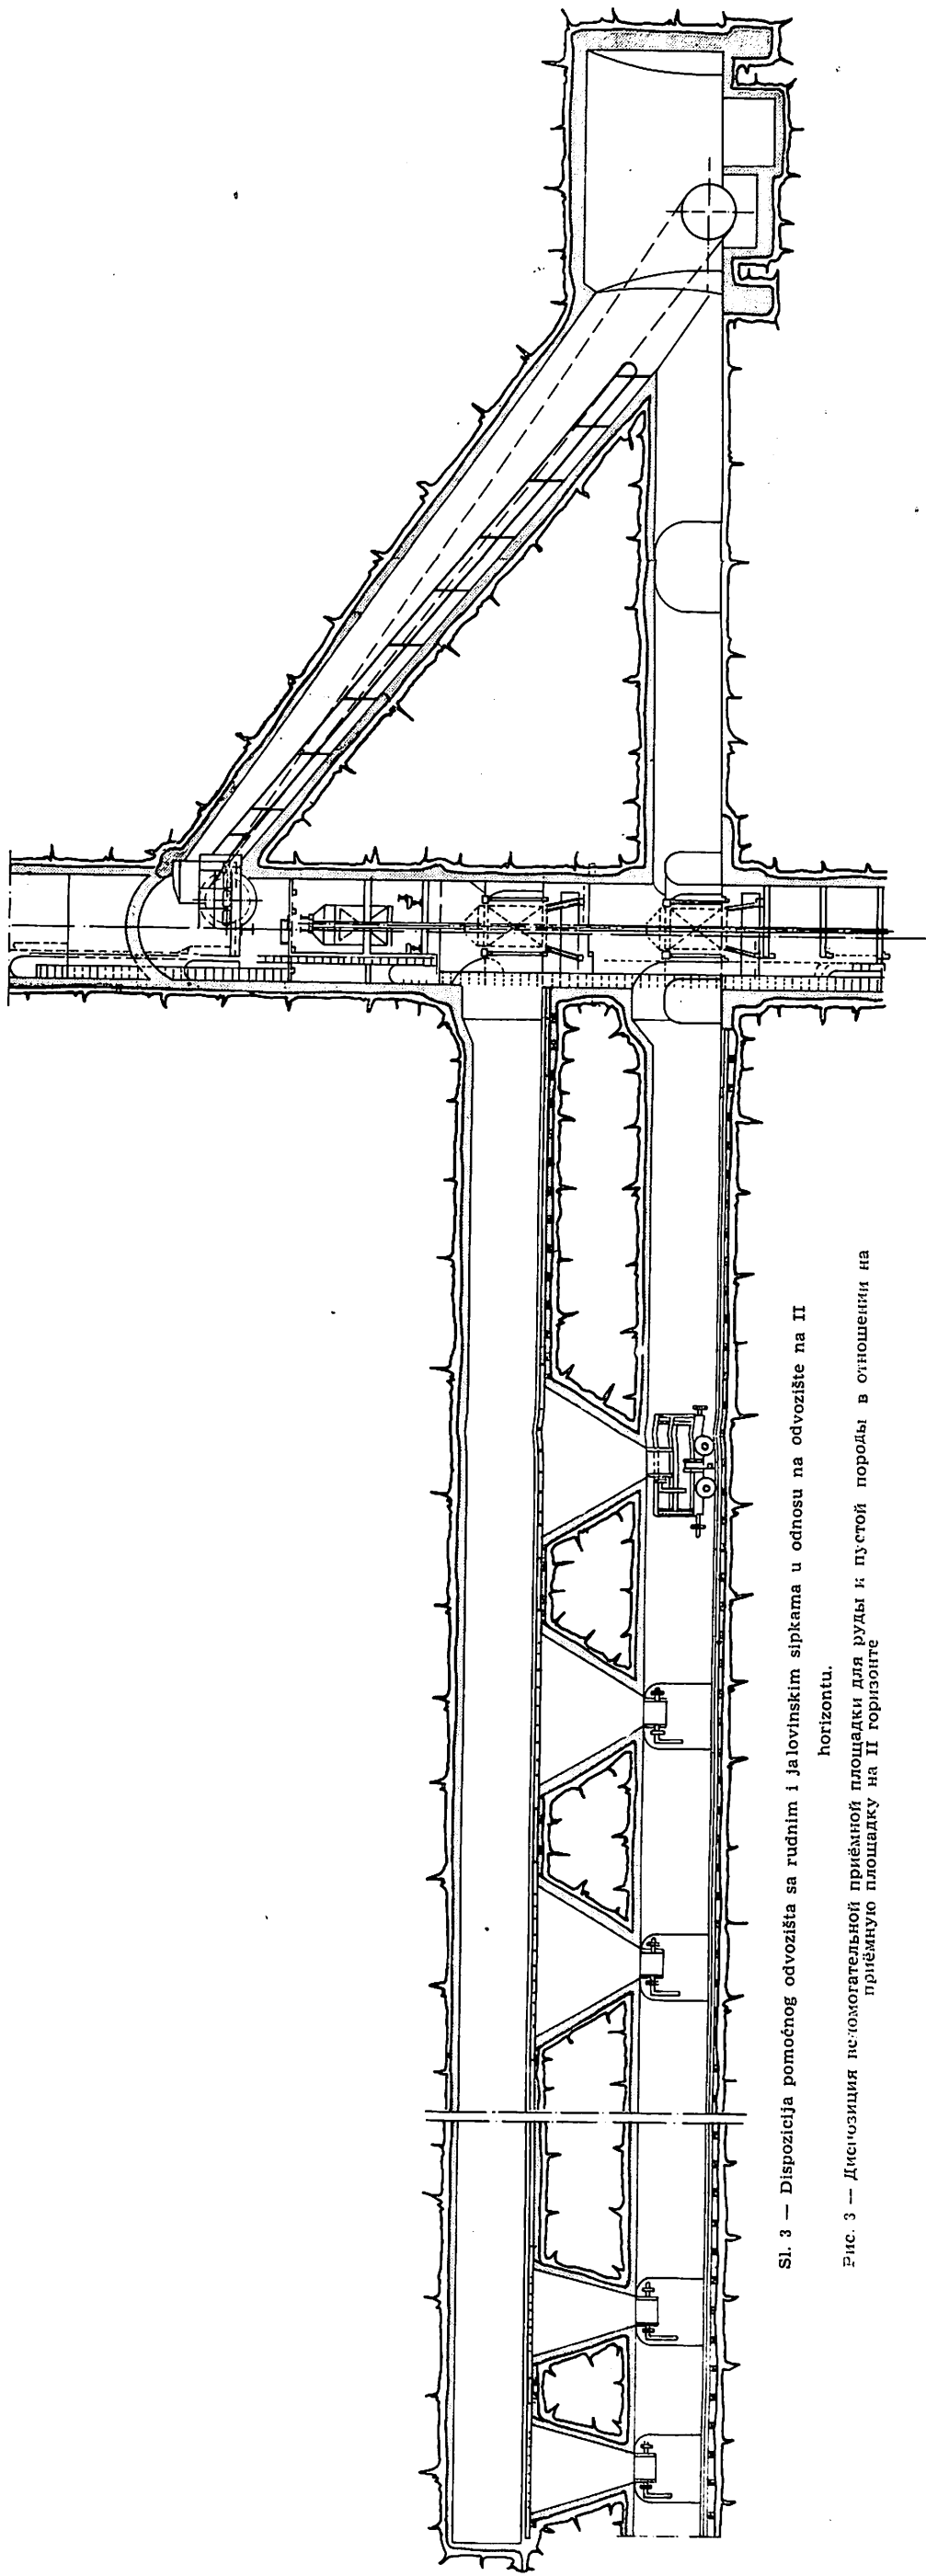 Sl. 3 — Dispozicija pomoćnog odvozišta sa rudnim i jalovinskim sipkama u odnosu na odvozište na II
horizontu.
Рис. 3 — Диспозиция вспомогательной приёмной площадки для руды и пустой породы в отношении на
приёмную площадку на II горизонте